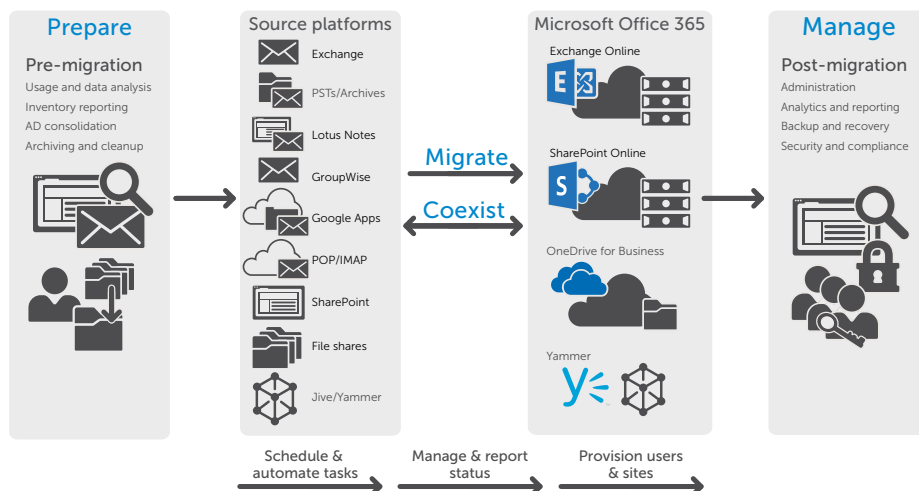 Prepare
Pre-migration
Usage and data analysis
Inventory reporting
AD consolidation
Archiving and cleanup
Source platforms
Exchange
PSTs/Archives
Lotus Notes
GroupWise
Google Apps
POP/IMAP
SharePoint
File shares
Jive/Yammer
Migrate
Coexist
Microsoft Office 365
Exchange Online
E
SharePoint Online
S
OneDrive for Business
Yammer
Manage
Post-migration
Administration
Analytics and reporting
Backup and recovery
Security and compliance
Schedule &
automate tasks
Manage & report
status
Provision users
& sites